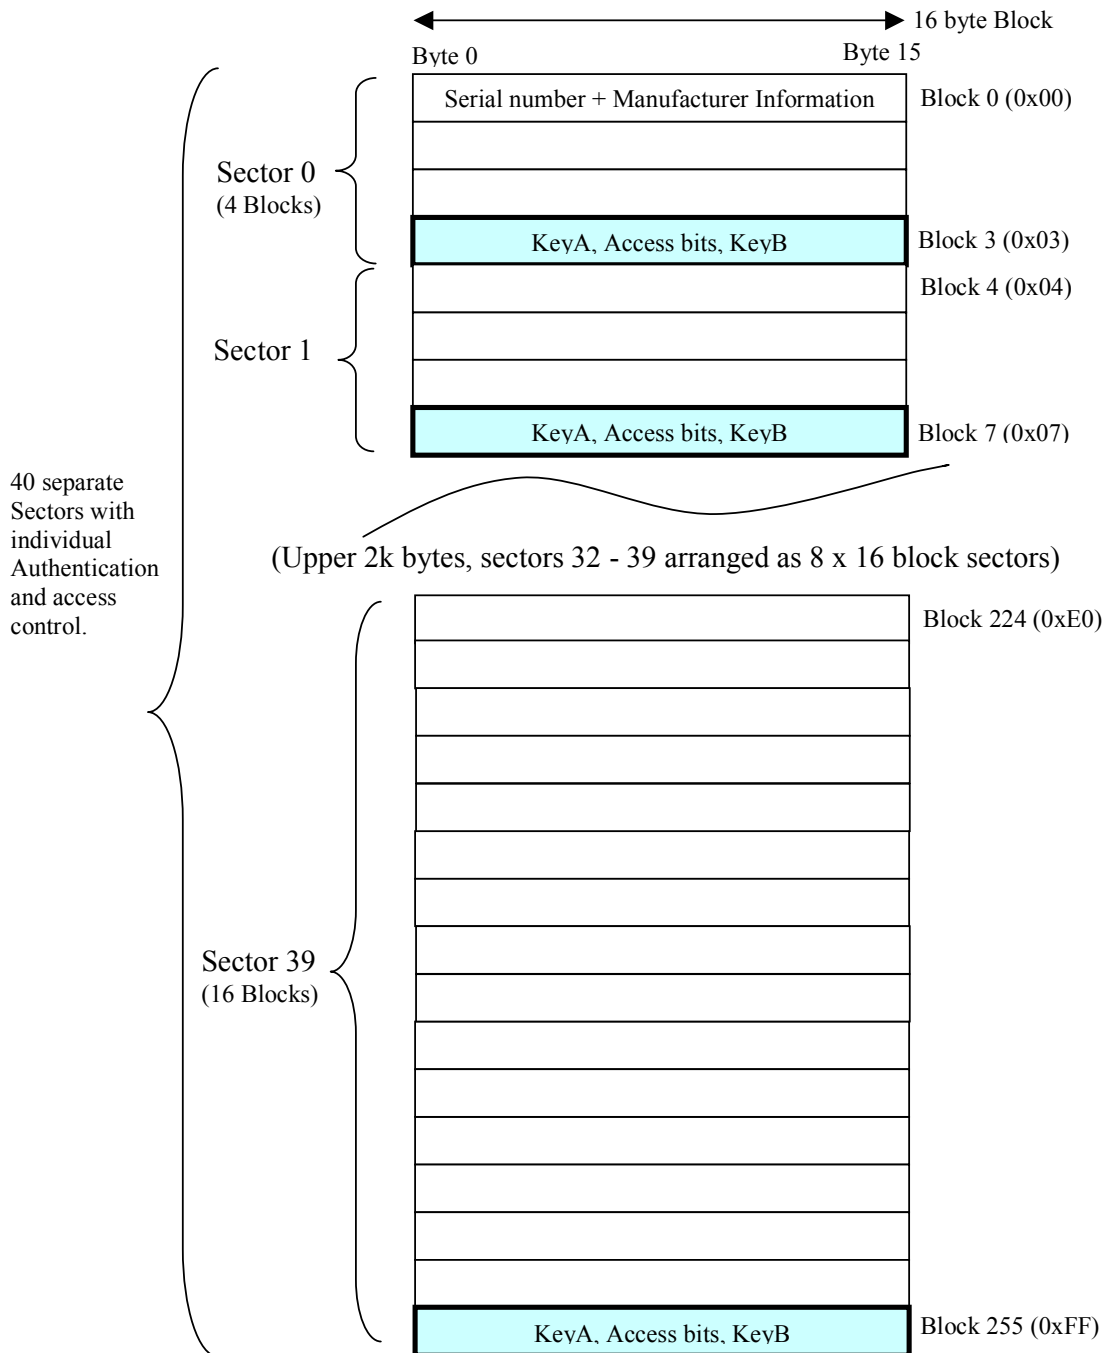 16 byte Block
Byte 0
Byte 15
Serial number + Manufacturer Information
Block 0 (0x00)
Sector 0
(4 Blocks)
KeyA, Access bits, KeyB
Block 3 (0x03)
Block 4 (0x04)
Sector 1
KeyA, Access bits, KeyB
Block 7 (0x07)
40 separate
Sectors with
individual
Authentication
and access
control.
(Upper 2k bytes, sectors 32 - 39 arranged as 8 x 16 block sectors)
Block 224 (0xE0)
Sector 39
(16 Blocks)
KeyA, Access bits, KeyB
Block 255 (0xFF)